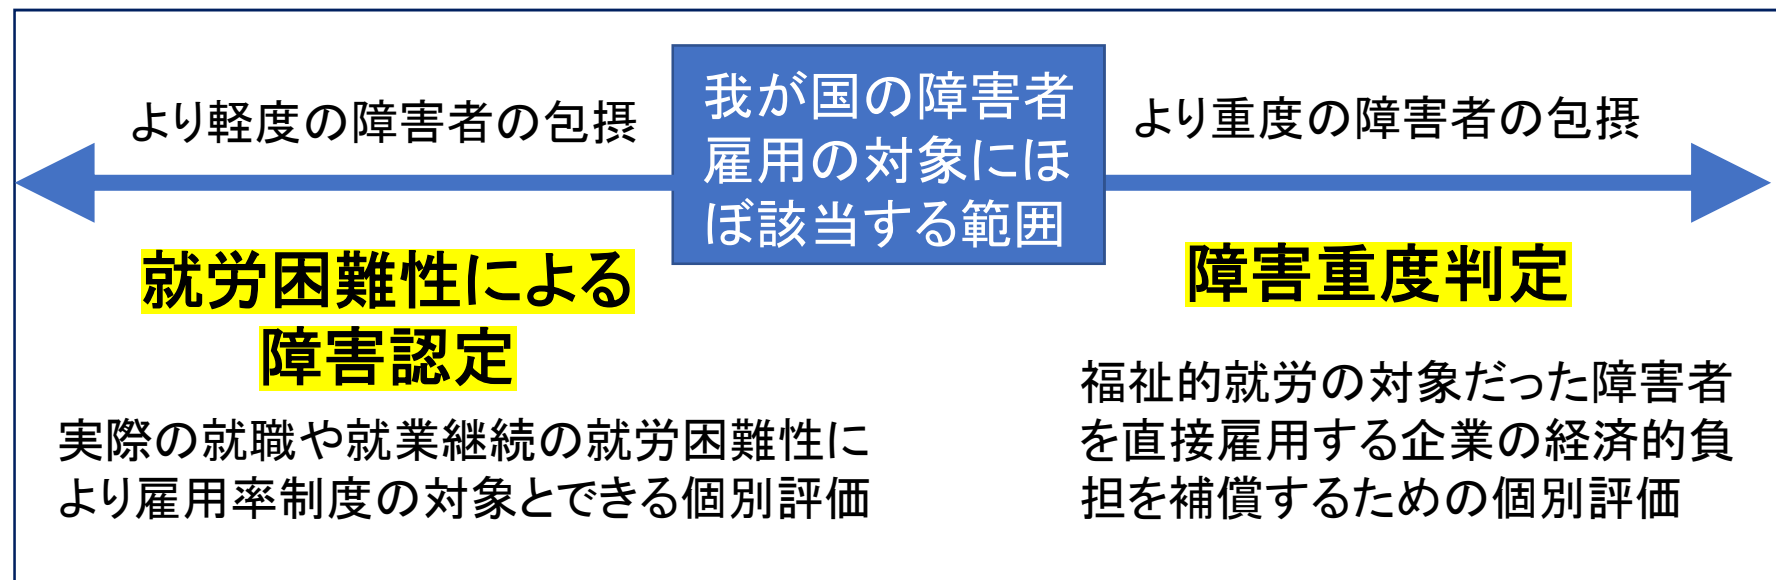 我が国の障害者
雇用の対象にほ
ぼ該当する範囲
より軽度の障害者の包摂
就労困難性による
障害認定
実際の就職や就業継続の就労困難性に
より雇用率制度の対象とできる個別評価
より重度の障害者の包摂
障害重度判定
福祉的就労の対象だった障害者
を直接雇用する企業の経済的負
担を補償するための個別評価